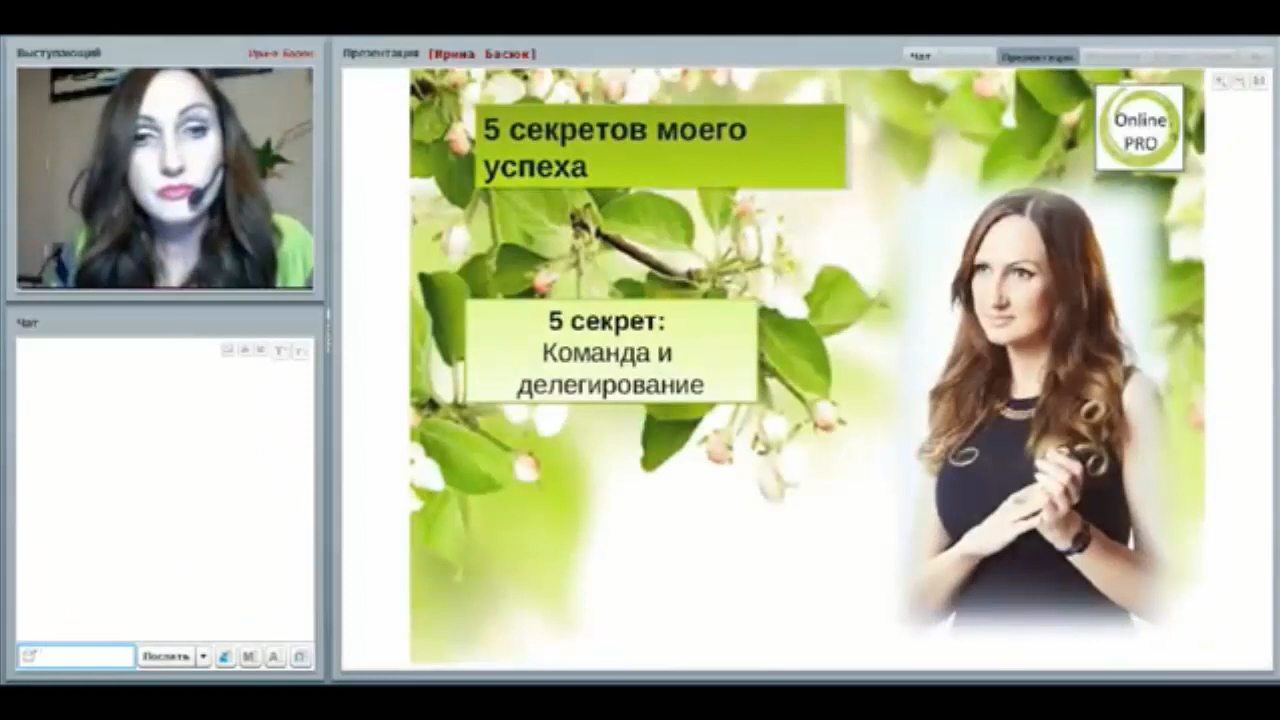 Выступающий
Ирина Басюк
Презентация [Ирина Басюк]
Чат
Презентация
5 секретов моего
успеха
Online
PRO
5 секрет:
Команда и
делегирование
Чат
Послать